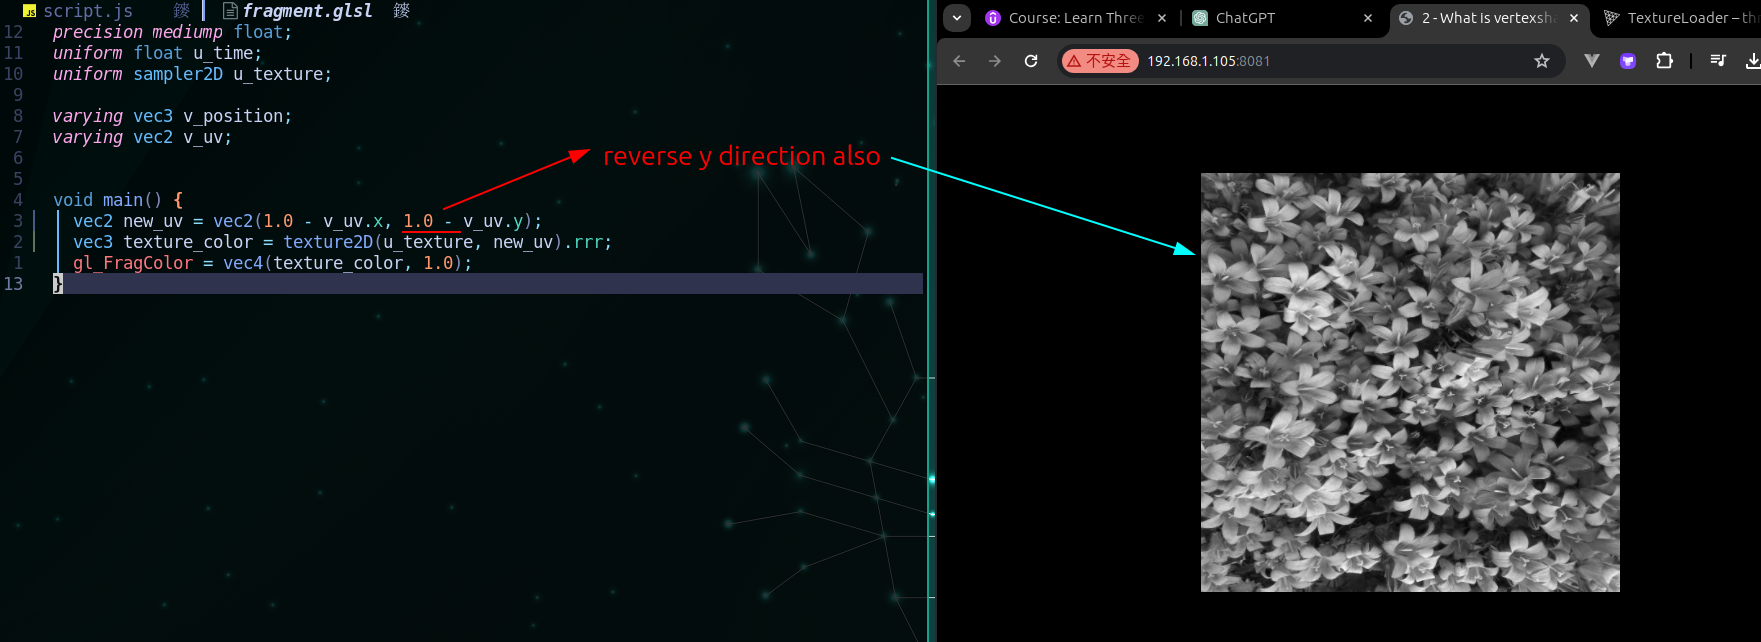 script.js 鎫 fragment.glsl 鎫
12 precision mediump float;
11 uniform float u_time;
10 uniform sampler2D u_texture;
9
8 varying vec3 v_position;
7 varying vec2 v_uv;
6
5
4 void main() {
3 vec2 new_uv = vec2(1.0 - v_uv.x, 1.0 - v_uv.y);
2 vec3 texture_color = texture2D(u_texture, new_uv).rrr;
1 gl_FragColor = vec4(texture_color, 1.0);
13 }
reverse y direction also
Course: Learn Three ChatGPT 2 - What is vertexsha TextureLoader – th
不安全 192.168.1.105:8081